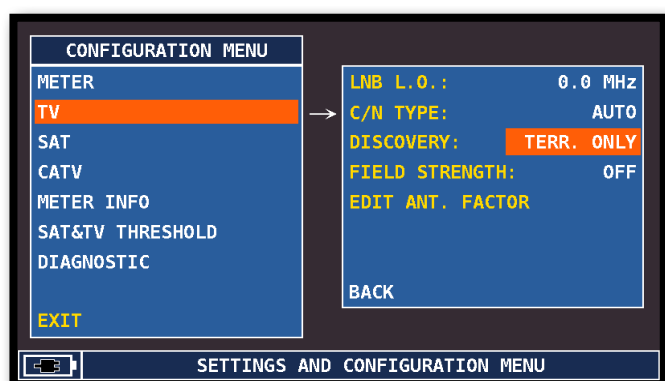 CONFIGURATION MENU
METER
TV
SAT
CATV
METER INFO
SAT&TV THRESHOLD
DIAGNOSTIC
EXIT
LNB L.O.: 0.0 MHz
C/N TYPE: AUTO
DISCOVERY: TERR. ONLY
FIELD STRENGTH: OFF
EDIT ANT. FACTOR
BACK
SETTINGS AND CONFIGURATION MENU